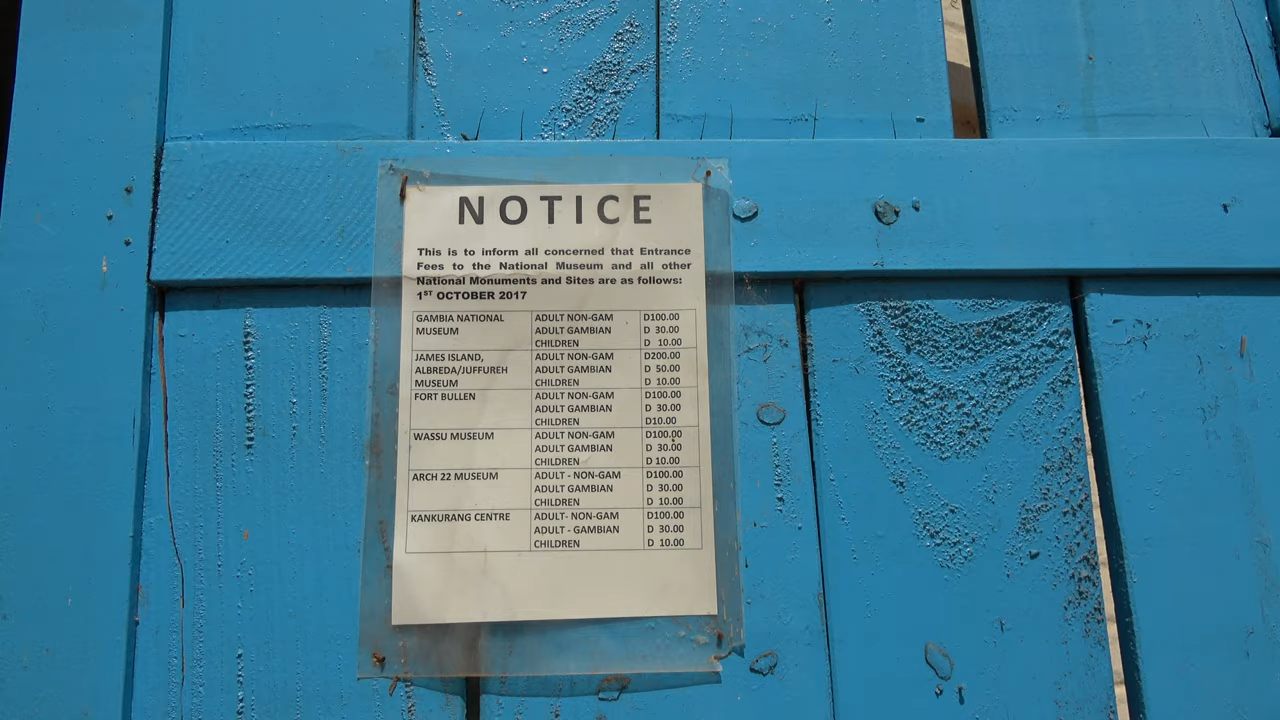 NOTICE
This is to inform all concerned that Entrance
Fees to the National Museum and all other
National Monuments and Sites are as follows:
1ST OCTOBER 2017
GAMBIA NATIONAL ADULT NON-GAM D100.00
MUSEUM ADULT GAMBIAN D 30.00
CHILDREN D 10.00
JAMES ISLAND, ADULT NON-GAM D200.00
ALBREDA/JUFFUREH ADULT GAMBIAN D 50.00
MUSEUM CHILDREN D 10.00
FORT BULLEN ADULT NON-GAM D100.00
ADULT GAMBIAN D 30.00
CHILDREN D10.00
WASSU MUSEUM ADULT NON-GAM D100.00
ADULT GAMBIAN D 30.00
CHILDREN D 10.00
ARCH 22 MUSEUM ADULT - NON-GAM D100.00
ADULT GAMBIAN D 30.00
CHILDREN D 10.00
KANKURANG CENTRE ADULT- NON-GAM D100.00
ADULT - GAMBIAN D 30.00
CHILDREN D 10.00